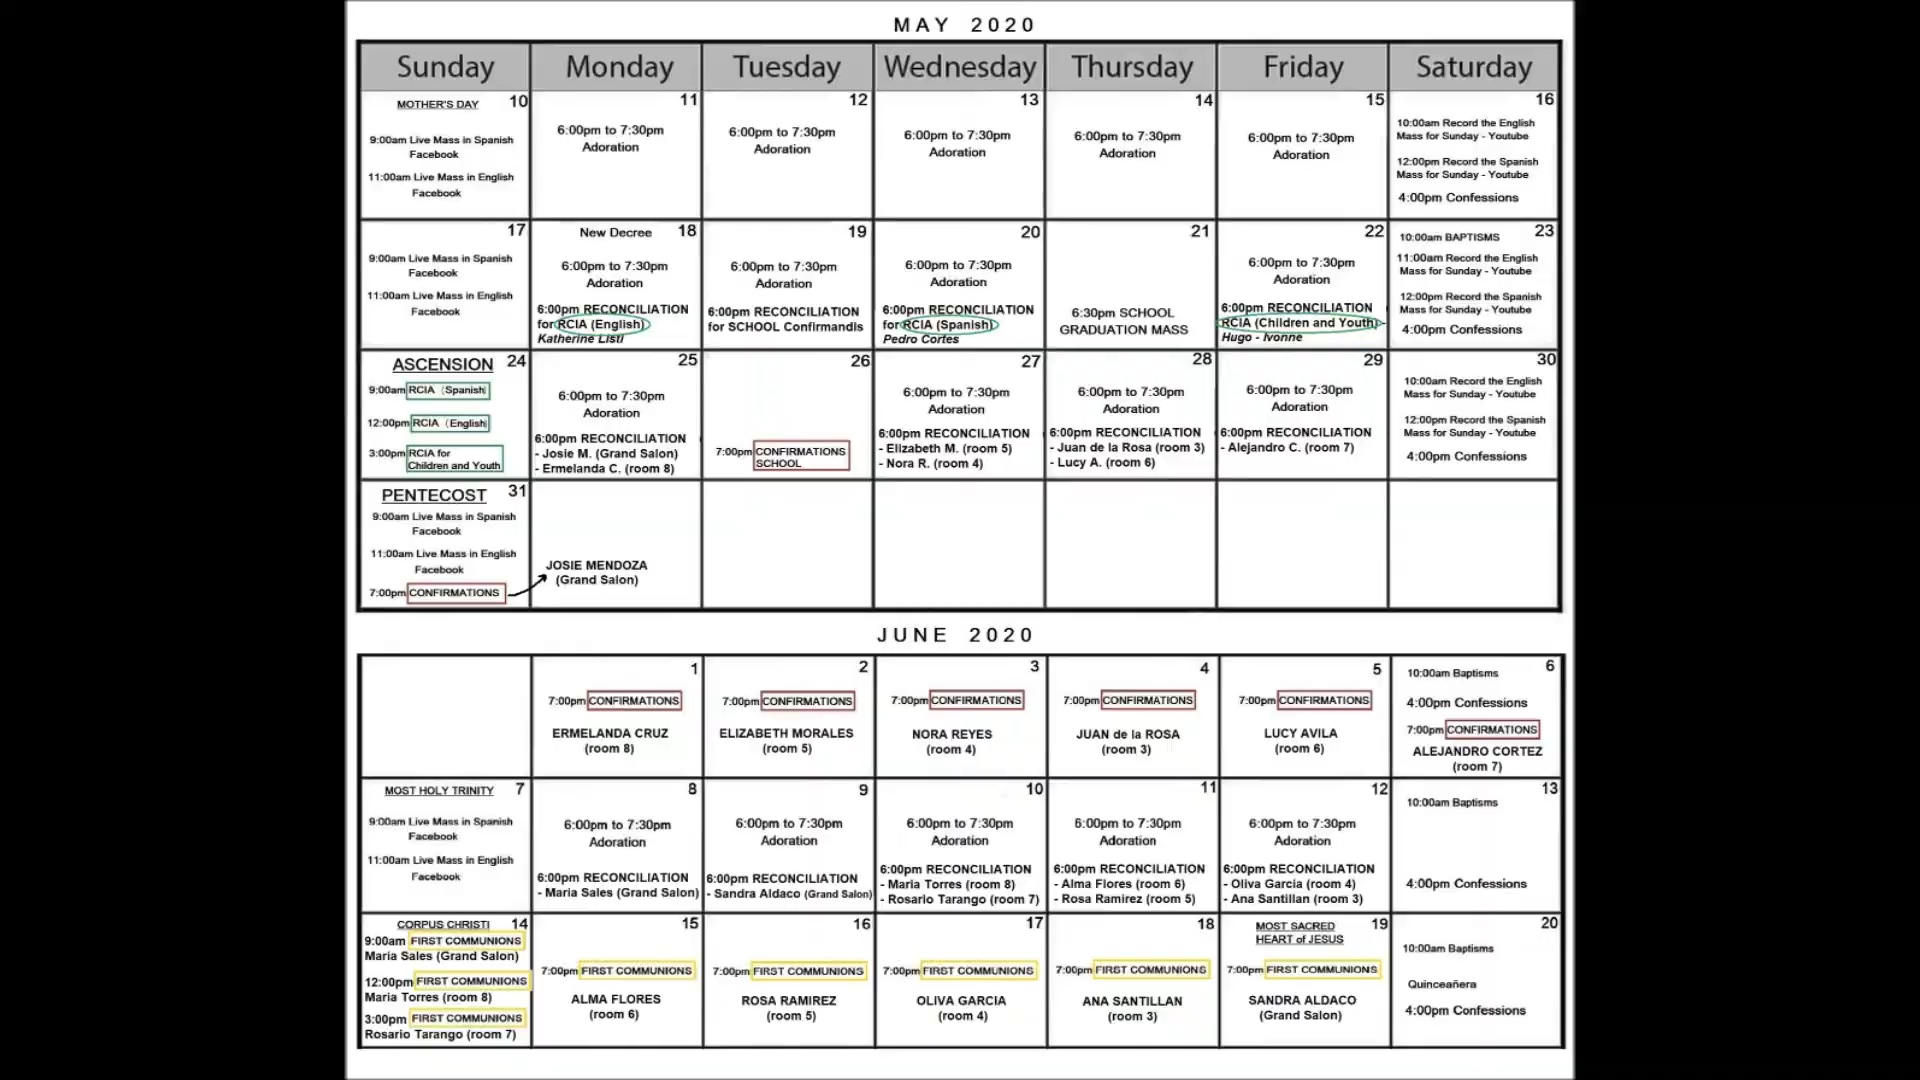 MAY 2020
Sunday Monday Tuesday Wednesday Thursday Friday Saturday
MOTHER'S DAY 10
9:00am Live Mass in Spanish
Facebook
11:00am Live Mass in English
Facebook
11
6:00pm to 7:30pm
Adoration
12
6:00pm to 7:30pm
Adoration
13
6:00pm to 7:30pm
Adoration
14
6:00pm to 7:30pm
Adoration
15
6:00pm to 7:30pm
Adoration
16
10:00am Record the English
Mass for Sunday - Youtube
12:00pm Record the Spanish
Mass for Sunday - Youtube
4:00pm Confessions
17
9:00am Live Mass in Spanish
Facebook
11:00am Live Mass in English
Facebook
New Decree 18
6:00pm to 7:30pm
Adoration
6:00pm RECONCILIATION
for RCIA (English)
Katherine Listi
19
6:00pm to 7:30pm
Adoration
6:00pm RECONCILIATION
for SCHOOL Confirmandis
20
6:00pm to 7:30pm
Adoration
6:00pm RECONCILIATION
for RCIA (Spanish)
Pedro Cortes
21
6:30pm SCHOOL
GRADUATION MASS
22
6:00pm to 7:30pm
Adoration
6:00pm RECONCILIATION
RCIA (Children and Youth)-
Hugo - Ivonne
23
10:00am BAPTISMS
11:00am Record the English
Mass for Sunday - Youtube
12:00pm Record the Spanish
Mass for Sunday - Youtube
4:00pm Confessions
ASCENSION 24
9:00am RCIA (Spanish)
12:00pm RCIA (English)
3:00pm RCIA for
Children and Youth
25
6:00pm to 7:30pm
Adoration
6:00pm RECONCILIATION
- Josie M. (Grand Salon)
- Ermelanda C. (room 8)
26
7:00pm CONFIRMATIONS
SCHOOL
27
6:00pm to 7:30pm
Adoration
6:00pm RECONCILIATION
- Elizabeth M. (room 5)
- Nora R. (room 4)
28
6:00pm to 7:30pm
Adoration
6:00pm RECONCILIATION
- Juan de la Rosa (room 3)
- Lucy A. (room 6)
29
6:00pm to 7:30pm
Adoration
6:00pm RECONCILIATION
- Alejandro C. (room 7)
30
10:00am Record the English
Mass for Sunday - Youtube
12:00pm Record the Spanish
Mass for Sunday - Youtube
4:00pm Confessions
PENTECOST 31
9:00am Live Mass in Spanish
Facebook
11:00am Live Mass in English
Facebook
7:00pm CONFIRMATIONS
JOSIE MENDOZA
(Grand Salon)
JUNE 2020
1
7:00pm CONFIRMATIONS
ERMELANDA CRUZ
(room 8)
2
7:00pm CONFIRMATIONS
ELIZABETH MORALES
(room 5)
3
7:00pm CONFIRMATIONS
NORA REYES
(room 4)
4
7:00pm CONFIRMATIONS
JUAN de la ROSA
(room 3)
5
7:00pm CONFIRMATIONS
LUCY AVILA
(room 6)
6
10:00am Baptisms
4:00pm Confessions
7:00pm CONFIRMATIONS
ALEJANDRO CORTEZ
(room 7)
MOST HOLY TRINITY 7
9:00am Live Mass in Spanish
Facebook
11:00am Live Mass in English
Facebook
8
6:00pm to 7:30pm
Adoration
6:00pm RECONCILIATION
- Maria Sales (Grand Salon)
9
6:00pm to 7:30pm
Adoration
6:00pm RECONCILIATION
- Sandra Aldaco (Grand Salon)
10
6:00pm to 7:30pm
Adoration
6:00pm RECONCILIATION
- Maria Torres (room 8)
- Rosario Tarango (room 7)
11
6:00pm to 7:30pm
Adoration
6:00pm RECONCILIATION
- Alma Flores (room 6)
- Rosa Ramirez (room 5)
12
6:00pm to 7:30pm
Adoration
6:00pm RECONCILIATION
- Oliva Garcia (room 4)
- Ana Santillan (room 3)
13
10:00am Baptisms
4:00pm Confessions
CORPUS CHRISTI 14
9:00am FIRST COMMUNIONS
Maria Sales (Grand Salon)
12:00pm FIRST COMMUNIONS
Maria Torres (room 8)
3:00pm FIRST COMMUNIONS
Rosario Tarango (room 7)
15
7:00pm FIRST COMMUNIONS
ALMA FLORES
(room 6)
16
7:00pm FIRST COMMUNIONS
ROSA RAMIREZ
(room 5)
17
7:00pm FIRST COMMUNIONS
OLIVA GARCIA
(room 4)
18
7:00pm FIRST COMMUNIONS
ANA SANTILLAN
(room 3)
MOST SACRED 19
HEART of JESUS
7:00pm FIRST COMMUNIONS
SANDRA ALDACO
(Grand Salon)
20
10:00am Baptisms
Quinceañera
4:00pm Confessions